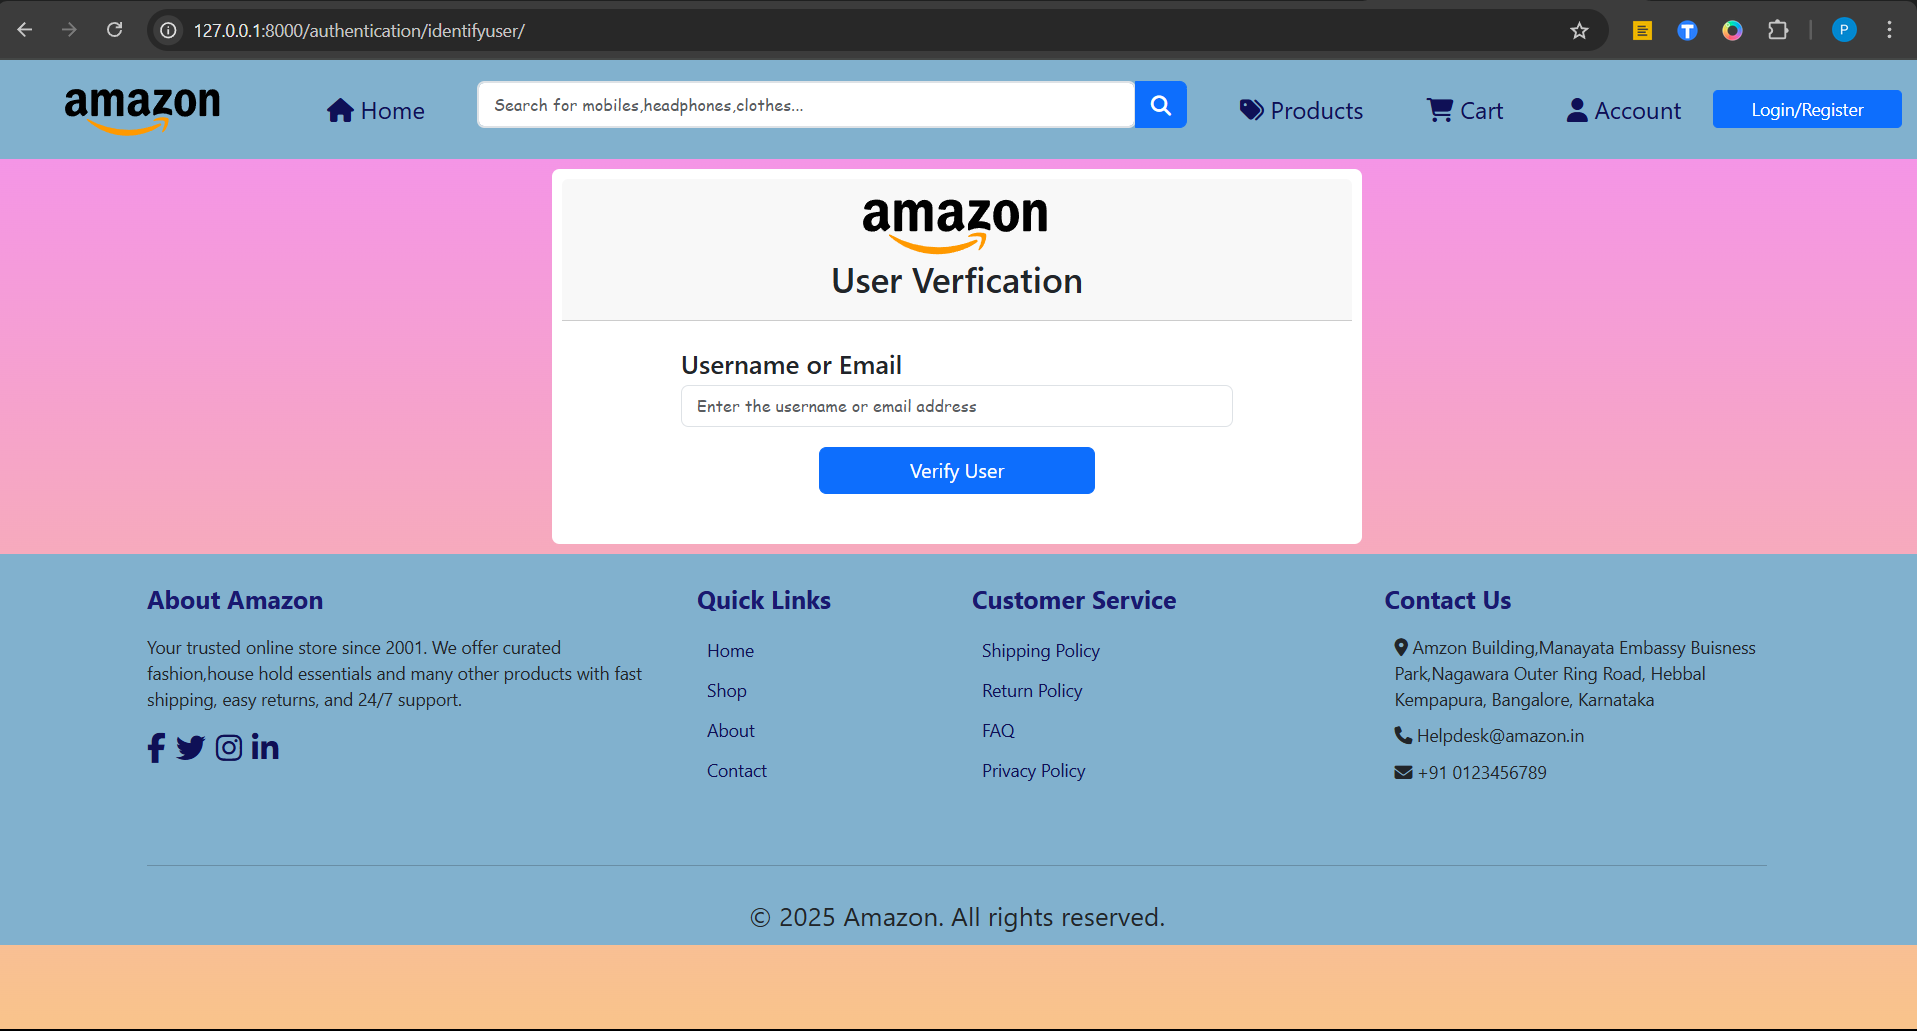 127.0.0.1:8000/authentication/identifyuser/
P
amazon
Home
Search for mobiles,headphones,clothes...
Products
Cart
Account
Login/Register
amazon
User Verfication
Username or Email
Enter the username or email address
Verify User
About Amazon
Your trusted online store since 2001. We offer curated
fashion,house hold essentials and many other products with fast
shipping, easy returns, and 24/7 support.
Quick Links
Home
Shop
About
Contact
Customer Service
Shipping Policy
Return Policy
FAQ
Privacy Policy
Contact Us
Amzon Building,Manayata Embassy Buisness
Park,Nagawara Outer Ring Road, Hebbal
Kempapura, Bangalore, Karnataka
Helpdesk@amazon.in
+91 0123456789
© 2025 Amazon. All rights reserved.